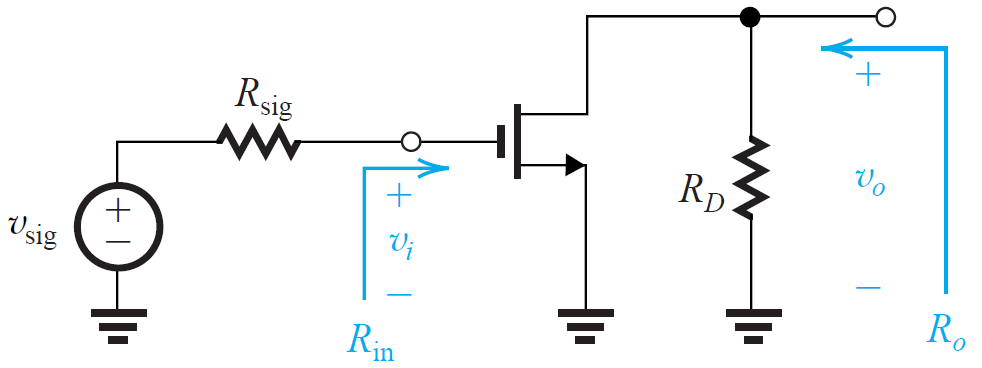 R_sig
+
−
v_sig
+
v_i
−
R_in
R_D
+
v_o
−
R_o